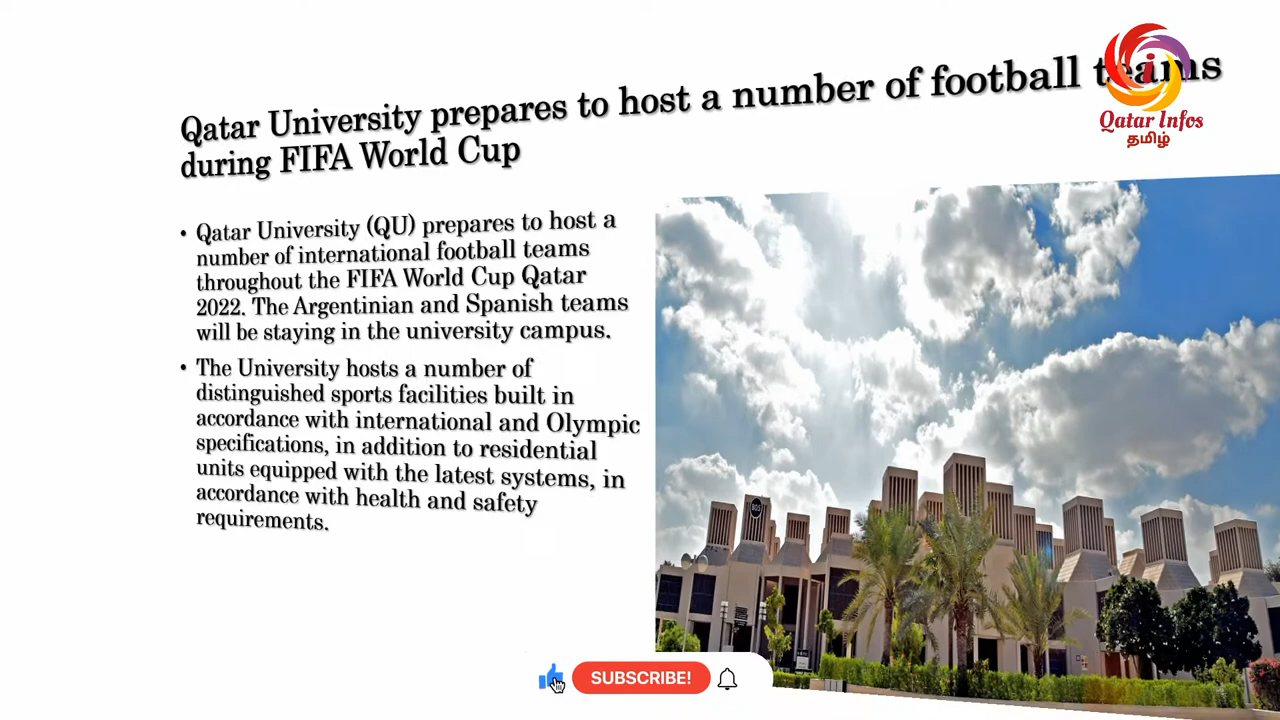 Qatar University prepares to host a number of football teams
during FIFA World Cup
Qatar Infos
தமிழ்
• Qatar University (QU) prepares to host a
number of international football teams
throughout the FIFA World Cup Qatar
2022. The Argentinian and Spanish teams
will be staying in the university campus.
• The University hosts a number of
distinguished sports facilities built in
accordance with international and Olympic
specifications, in addition to residential
units equipped with the latest systems, in
accordance with health and safety
requirements.
SUBSCRIBE!